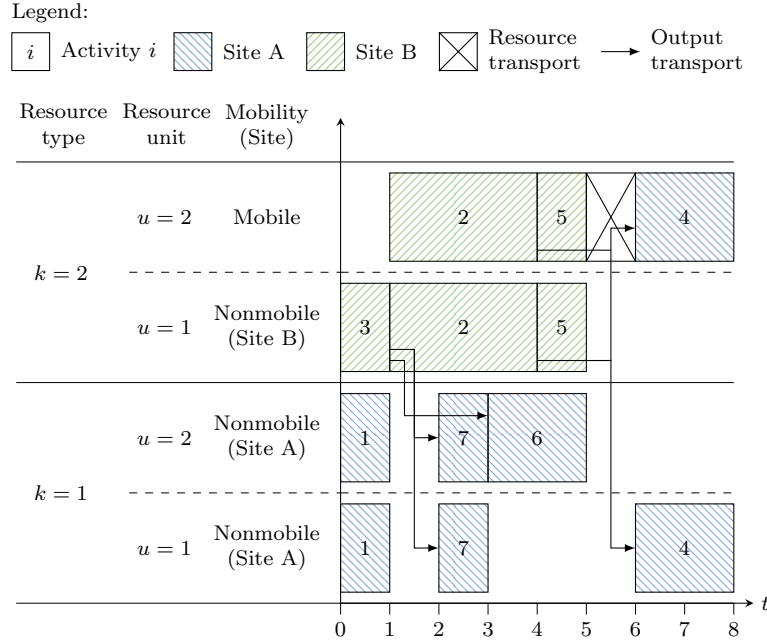 Legend:
i Activity i Site A Site B Resource transport Output transport
Resource type Resource unit Mobility (Site)
u = 2 Mobile 2 5 4
k = 2
u = 1 Nonmobile (Site B) 3 2 5
u = 2 Nonmobile (Site A) 1 7 6
k = 1
u = 1 Nonmobile (Site A) 1 7 4
t
0 1 2 3 4 5 6 7 8